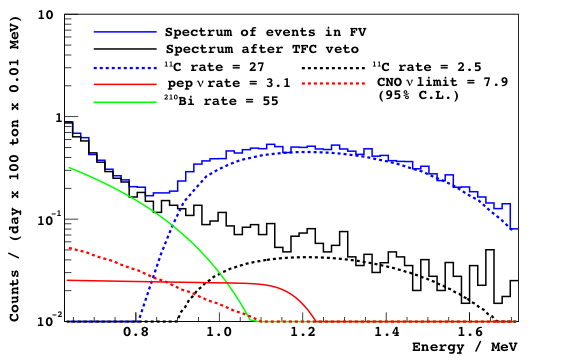 Counts / (day x 100 ton x 0.01 MeV)
10
1
10⁻¹
10⁻²
Spectrum of events in FV
Spectrum after TFC veto
¹¹C rate = 27
¹¹C rate = 2.5
pep ν rate = 3.1
CNO ν limit = 7.9
(95% C.L.)
²¹⁰Bi rate = 55
0.8 1.0 1.2 1.4 1.6
Energy / MeV